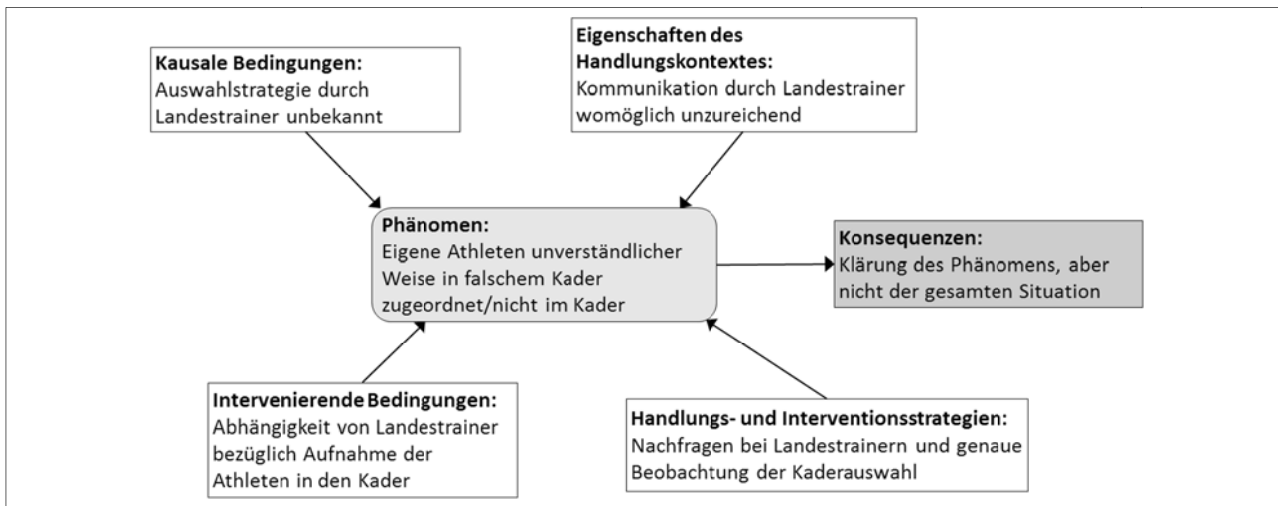 Kausale Bedingungen:
Auswahlstrategie durch
Landestrainer unbekannt
Eigenschaften des
Handlungskontextes:
Kommunikation durch Landestrainer
womöglich unzureichend
Phänomen:
Eigene Athleten unverständlicher
Weise in falschem Kader
zugeordnet/nicht im Kader
Konsequenzen:
Klärung des Phänomens, aber
nicht der gesamten Situation
Intervenierende Bedingungen:
Abhängigkeit von Landestrainer
bezüglich Aufnahme der
Athleten in den Kader
Handlungs- und Interventionsstrategien:
Nachfragen bei Landestrainern und genaue
Beobachtung der Kaderauswahl